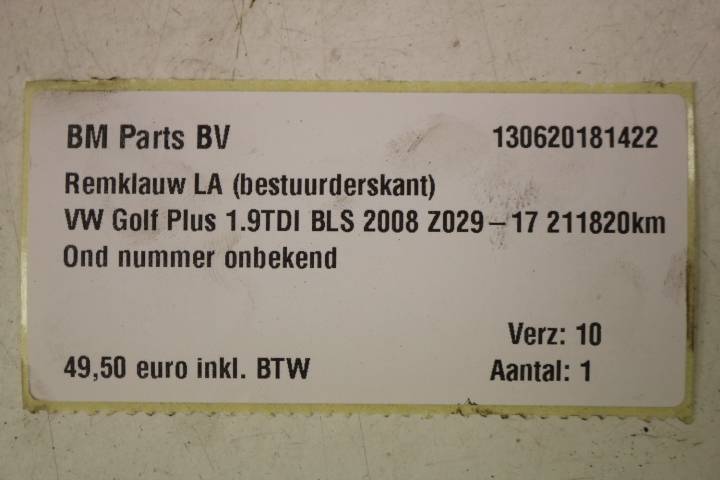 BM Parts BV 130620181422
Remklauw LA (bestuurderskant)
VW Golf Plus 1.9TDI BLS 2008 Z029-17 211820km
Ond nummer onbekend
Verz: 10
49,50 euro inkl. BTW Aantal: 1